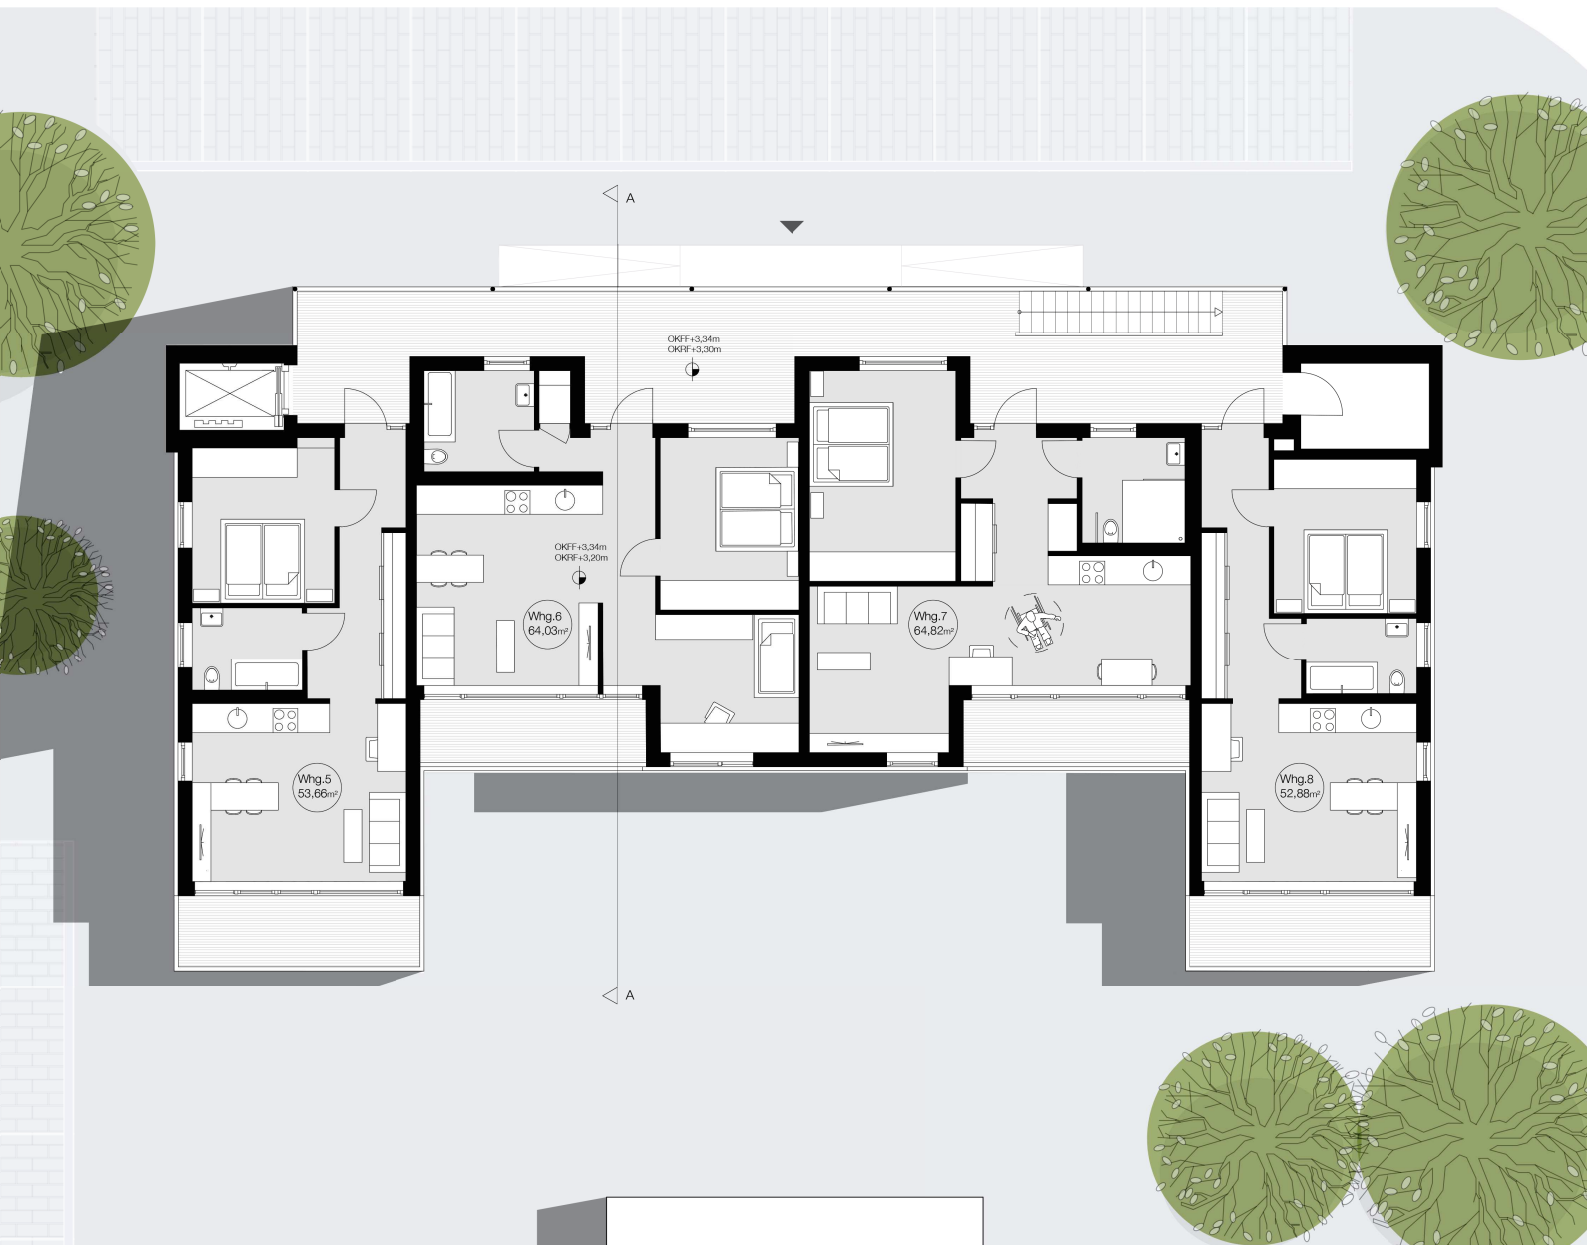 A
OKFF+3,34m
OKRF+3,30m
OKFF+3,34m
OKRF+3,20m
Whg.6
64,03m²
Whg.7
64,82m²
Whg.5
53,66m²
Whg.8
52,88m²
A